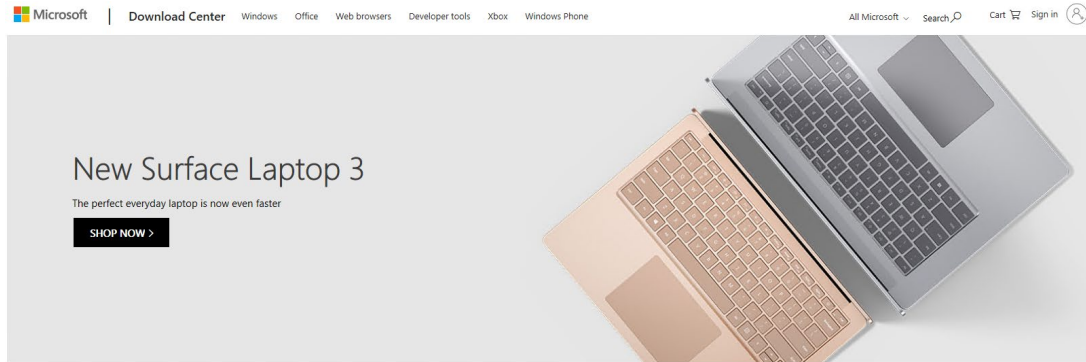 Microsoft Download Center Windows Office Web browsers Developer tools Xbox Windows Phone All Microsoft Search Cart Sign in
New Surface Laptop 3
The perfect everyday laptop is now even faster
SHOP NOW >